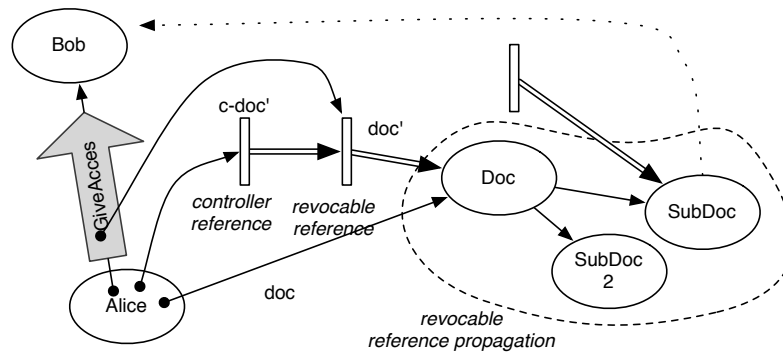 Bob
c-doc'
doc'
GiveAcces
controller
reference
revocable
reference
Doc
SubDoc
SubDoc
2
Alice
doc
revocable
reference propagation